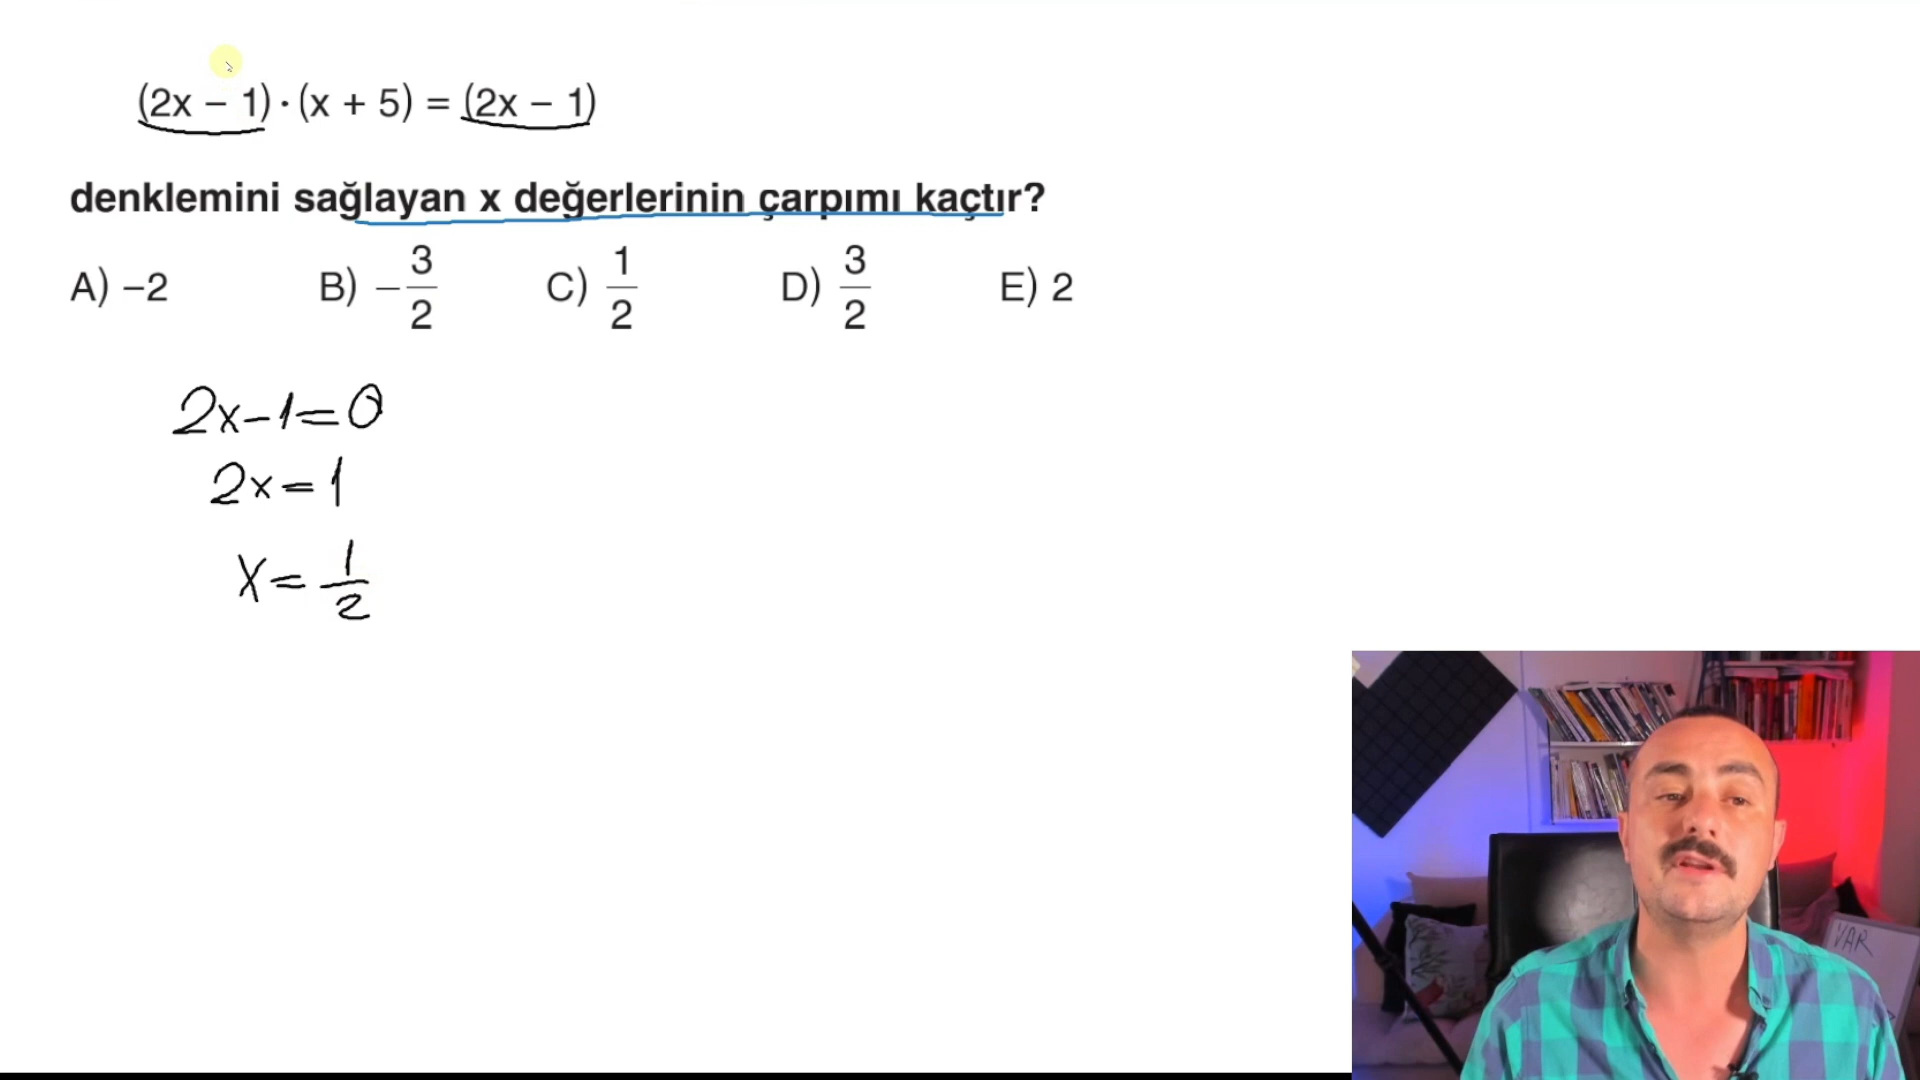 (2x − 1) · (x + 5) = (2x − 1)
denklemini sağlayan x değerlerinin çarpımı kaçtır?
A) −2 B) −3/2 C) 1/2 D) 3/2 E) 2
2x−1=0
2x=1
x=1/2
VAR